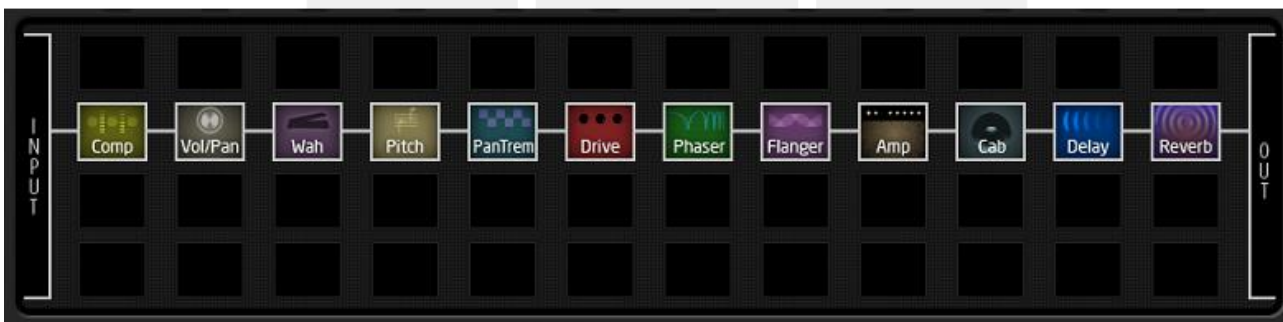 INPUT
Comp Vol/Pan Wah Pitch PanTrem Drive Phaser Flanger Amp Cab Delay Reverb
OUT